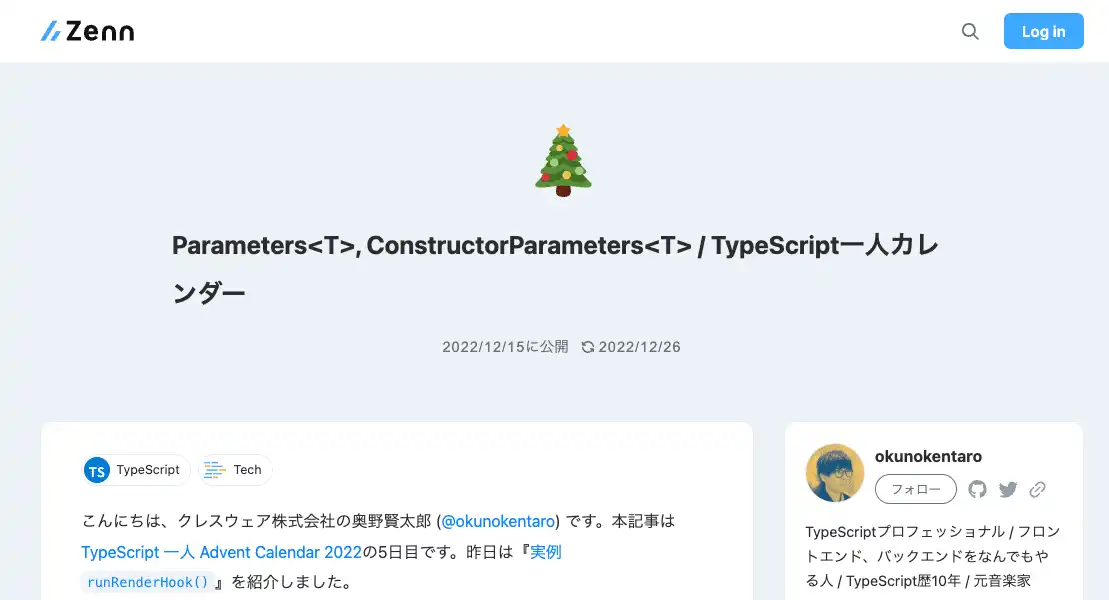 Zenn
Log in
Parameters<T>, ConstructorParameters<T> / TypeScript一人カレ
ンダー
2022/12/15に公開 2022/12/26
TS TypeScript Tech
こんにちは、クレスウェア株式会社の奥野賢太郎 (@okunokentaro) です。本記事は
TypeScript 一人 Advent Calendar 2022の5日目です。昨日は『実例
runRenderHook() 』を紹介しました。
okunokentaro
フォロー
TypeScriptプロフェッショナル / フロン
トエンド、バックエンドをなんでもや
る人 / TypeScript歴10年 / 元音楽家